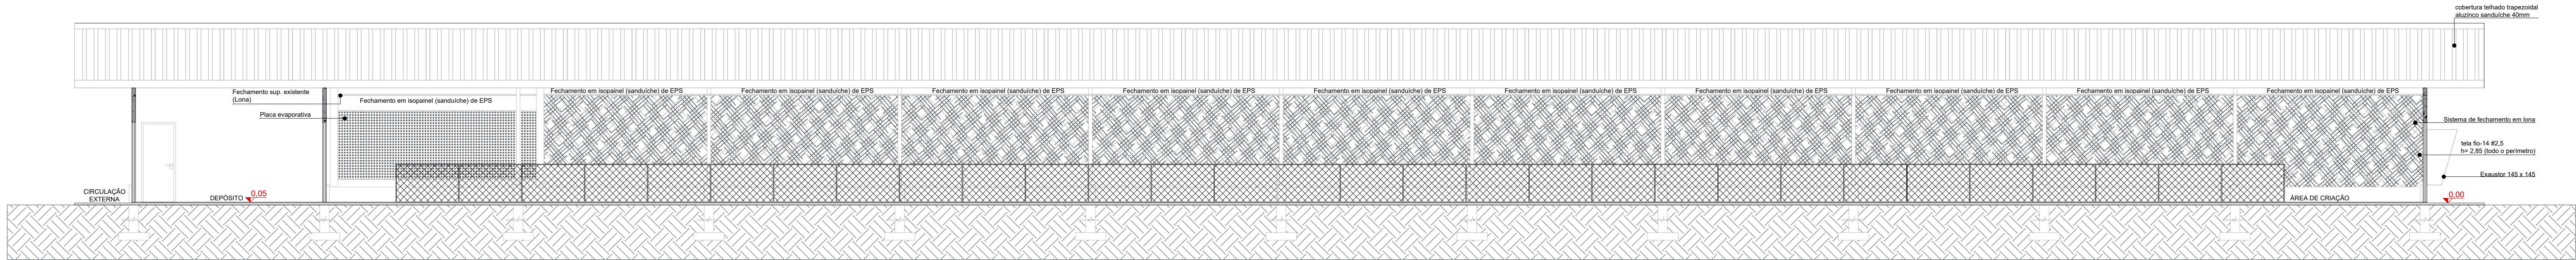 cobertura telhado trapezoidal
aluzinco sanduíche 40mm
Fechamento sup. existente
(Lona)
Fechamento em isopainel (sanduíche) de EPS
Fechamento em isopainel (sanduíche) de EPS
Fechamento em isopainel (sanduíche) de EPS
Fechamento em isopainel (sanduíche) de EPS
Fechamento em isopainel (sanduíche) de EPS
Fechamento em isopainel (sanduíche) de EPS
Fechamento em isopainel (sanduíche) de EPS
Fechamento em isopainel (sanduíche) de EPS
Fechamento em isopainel (sanduíche) de EPS
Fechamento em isopainel (sanduíche) de EPS
Fechamento em isopainel (sanduíche) de EPS
Placa evaporativa
Sistema de fechamento em lona
tela fio-14 #2,5
h= 2,85 (todo o perímetro)
Exaustor 145 x 145
CIRCULAÇÃO
EXTERNA
DEPÓSITO
0,05
ÁREA DE CRIAÇÃO
0,00